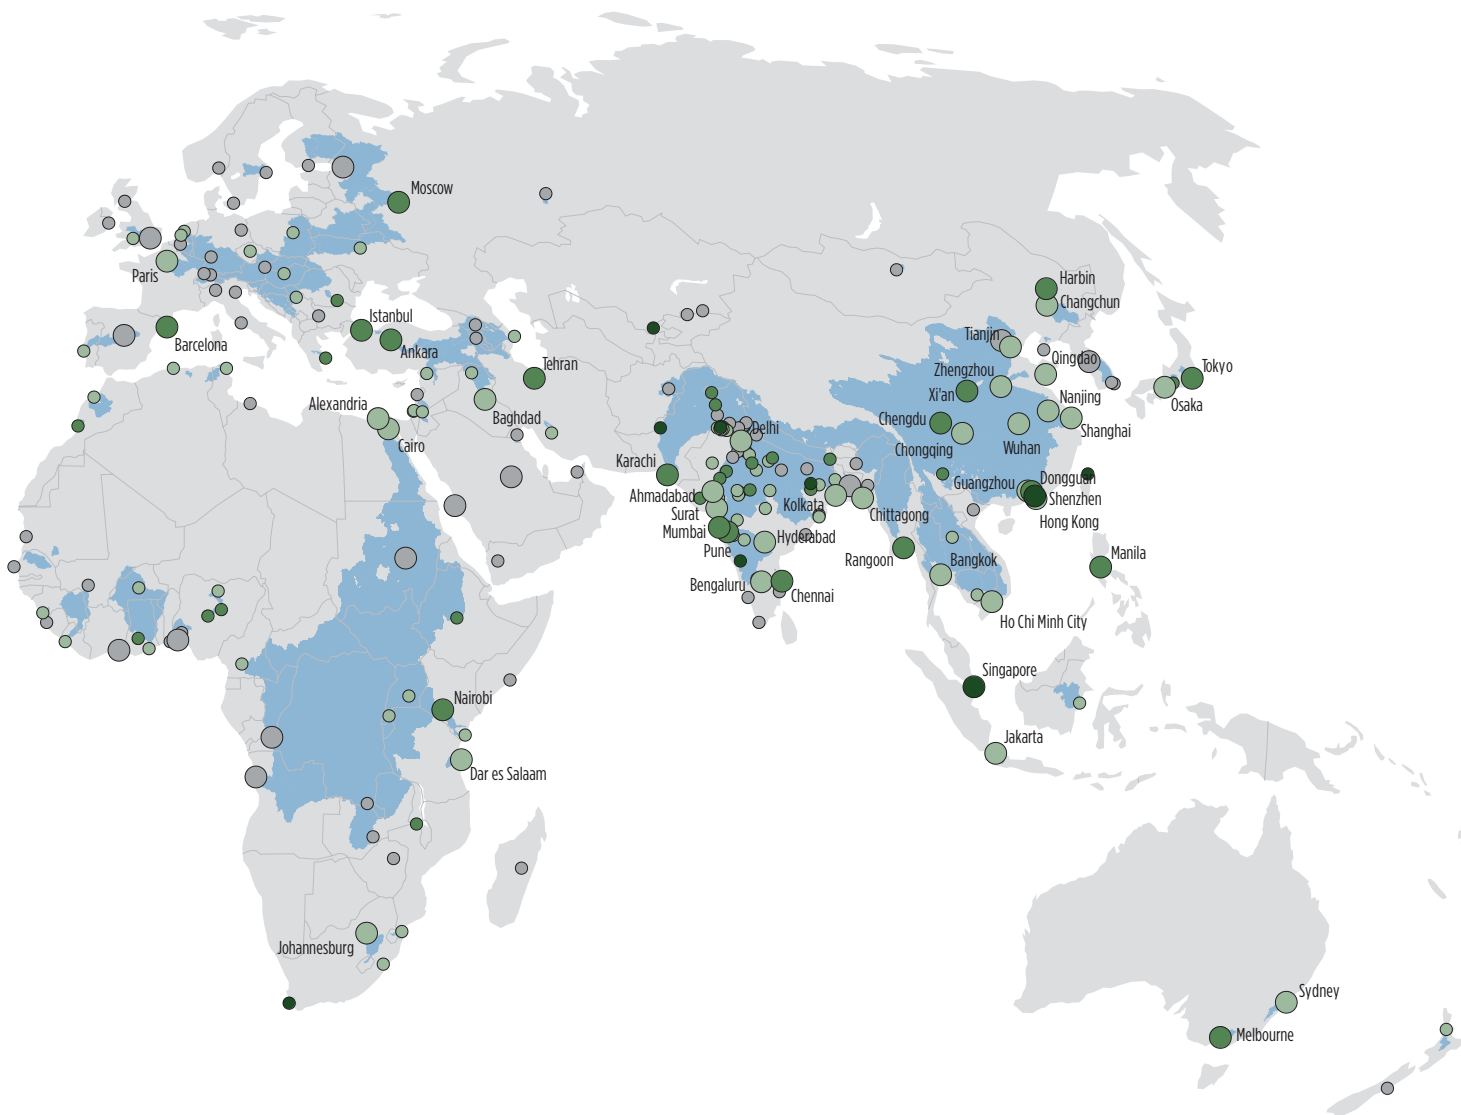 Moscow
Paris
Harbin
Changchun
Istanbul
Tianjin
Barcelona
Ankara
Qingdao
Tokyo
Tehran
Zhengzhou
Xi'an
Nanjing
Osaka
Alexandria
Baghdad
Chengdu
Delhi
Shanghai
Cairo
Chongqing
Wuhan
Karachi
Dongguan
Guangzhou
Ahmadabad
Shenzhen
Kolkata
Surat
Chittagong
Hong Kong
Mumbai
Hyderabad
Pune
Rangoon
Bangkok
Manila
Bengaluru
Chennai
Ho Chi Minh City
Singapore
Nairobi
Jakarta
Dar es Salaam
Johannesburg
Sydney
Melbourne